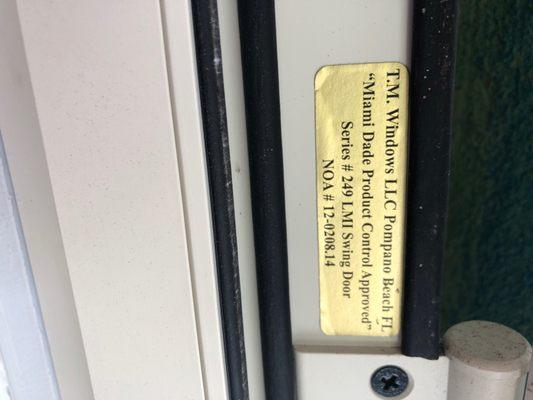 T.M. Windows LLC Pompano Beach FL
"Miami Dade Product Control Approved"
Series # 249 LMI Swing Door
NOA # 12-0208.14